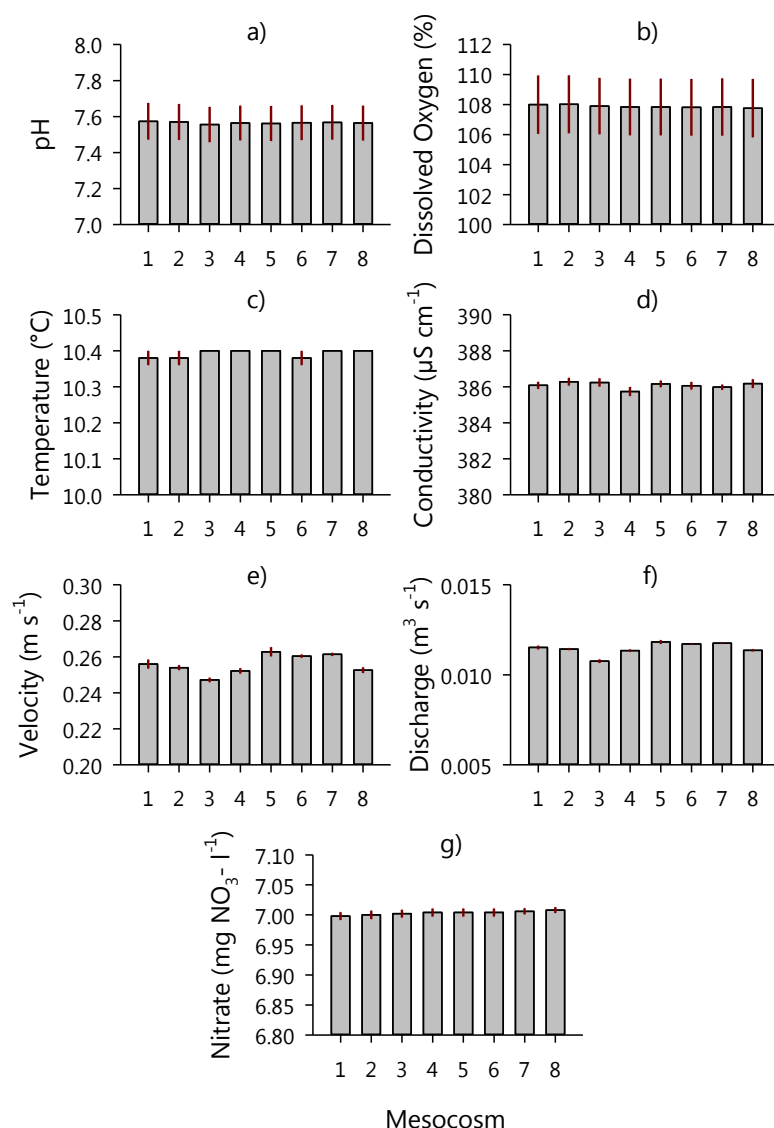 a)
pH
8.0
7.8
7.6
7.4
7.2
7.0
1 2 3 4 5 6 7 8
b)
Dissolved Oxygen (%)
112
110
108
106
104
102
100
1 2 3 4 5 6 7 8
c)
Temperature (°C)
10.5
10.4
10.3
10.2
10.1
10.0
1 2 3 4 5 6 7 8
d)
Conductivity (µS cm⁻¹)
390
388
386
384
382
380
1 2 3 4 5 6 7 8
e)
Velocity (m s⁻¹)
0.30
0.28
0.26
0.24
0.22
0.20
1 2 3 4 5 6 7 8
f)
Discharge (m³ s⁻¹)
0.015
0.010
0.005
1 2 3 4 5 6 7 8
g)
Nitrate (mg NO₃- l⁻¹)
7.10
7.05
7.00
6.95
6.90
6.85
6.80
1 2 3 4 5 6 7 8
Mesocosm